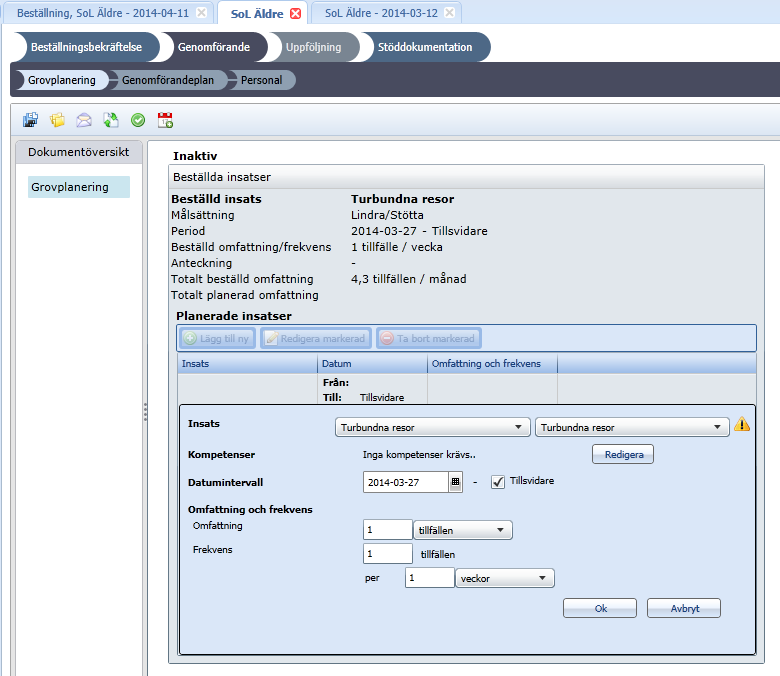 Beställning, SoL Äldre - 2014-04-11 SoL Äldre SoL Äldre - 2014-03-12
Beställningsbekräftelse Genomförande Uppföljning Stöddokumentation
Grovplanering Genomförandeplan Personal
Dokumentöversikt
Grovplanering
Inaktiv
Beställda insatser
Beställd insats Turbundna resor
Målsättning Lindra/Stötta
Period 2014-03-27 - Tillsvidare
Beställd omfattning/frekvens 1 tillfälle / vecka
Anteckning -
Totalt beställd omfattning 4,3 tillfällen / månad
Totalt planerad omfattning
Planerade insatser
Lägg till ny Redigera markerad Ta bort markerad
Insats Datum Omfattning och frekvens
Från:
Till: Tillsvidare
Insats Turbundna resor Turbundna resor
Kompetenser Inga kompetenser krävs.. Redigera
Datumintervall 2014-03-27 - Tillsvidare
Omfattning och frekvens
Omfattning 1 tillfällen
Frekvens 1 tillfällen
per 1 veckor
Ok Avbryt